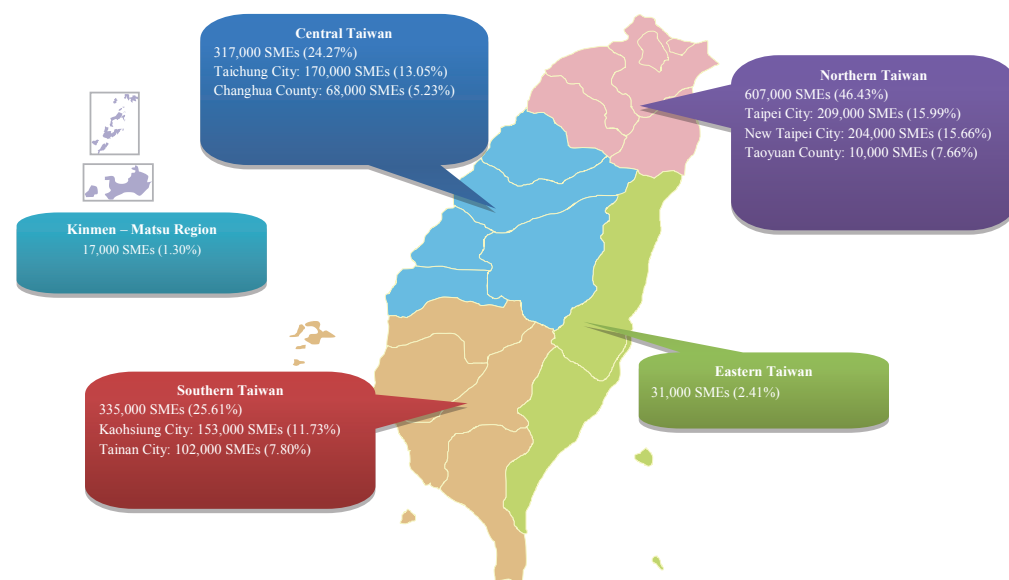 Central Taiwan
317,000 SMEs (24.27%)
Taichung City: 170,000 SMEs (13.05%)
Changhua County: 68,000 SMEs (5.23%)
Northern Taiwan
607,000 SMEs (46.43%)
Taipei City: 209,000 SMEs (15.99%)
New Taipei City: 204,000 SMEs (15.66%)
Taoyuan County: 10,000 SMEs (7.66%)
Kinmen – Matsu Region
17,000 SMEs (1.30%)
Southern Taiwan
335,000 SMEs (25.61%)
Kaohsiung City: 153,000 SMEs (11.73%)
Tainan City: 102,000 SMEs (7.80%)
Eastern Taiwan
31,000 SMEs (2.41%)